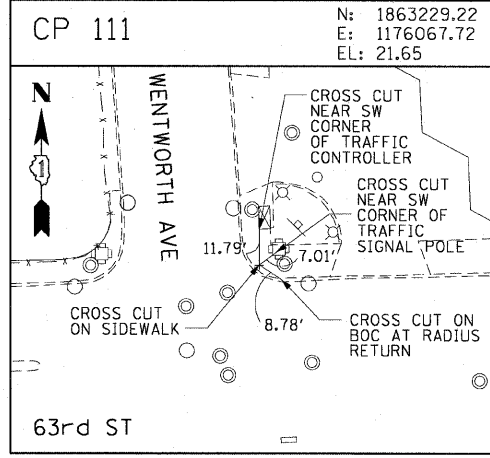 CP 111
N: 1863229.22
E: 1176067.72
EL: 21.65
N
WENTWORTH AVE
CROSS CUT
NEAR SW
CORNER
OF TRAFFIC
CONTROLLER
CROSS CUT
NEAR SW
CORNER OF
TRAFFIC
SIGNAL POLE
11.79'
7.01'
CROSS CUT
ON SIDEWALK
8.78'
CROSS CUT ON
BOC AT RADIUS
RETURN
63rd ST